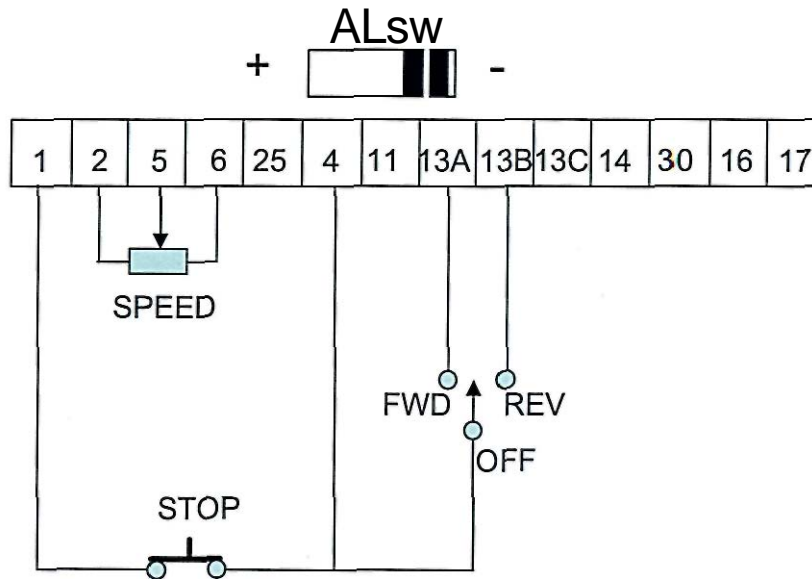 ALsw
+ -
1 2 5 6 25 4 11 13A 13B 13C 14 30 16 17
SPEED
FWD REV
OFF
STOP